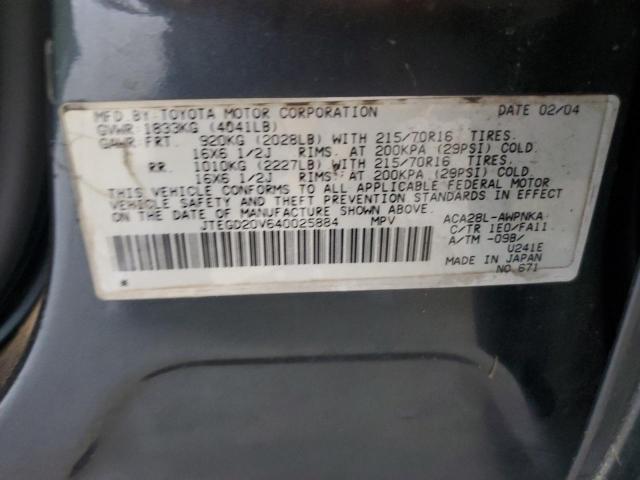 MFD.BY-TOYOTA MOTOR CORPORATION DATE 02/04
GVWR 1833KG (4041LB)
GAWR FRT. 920KG (2028LB) WITH 215/70R16 TIRES.
16X6 1/2J RIMS. AT 200KPA (29PSI) COLD.
RR. 1010KG (2227LB) WITH 215/70R16 TIRES.
16X6 1/2J RIMS. AT 200KPA (29PSI) COLD.
THIS VEHICLE CONFORMS TO ALL APPLICABLE FEDERAL MOTOR
VEHICLE SAFETY AND THEFT PREVENTION STANDARDS IN EFFECT
ON THE DATE OF MANUFACTURE SHOWN ABOVE.
JTEGD20V640025884 MPV
ACA28L-AWPNKA
C/TR 1E0/FA11
A/TM -09B/
U241E
MADE IN JAPAN
NO 671
*